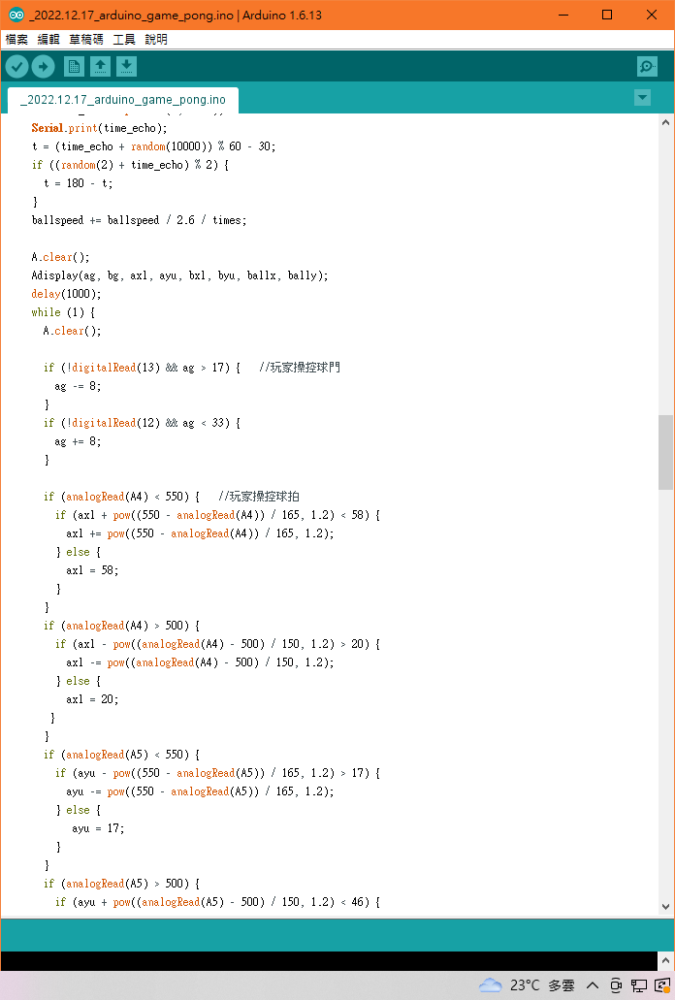 _2022.12.17_arduino_game_pong.ino | Arduino 1.6.13
檔案 編輯 草稿碼 工具 說明
_2022.12.17_arduino_game_pong.ino
Serial.print(time_echo);
t = (time_echo + random(10000)) % 60 - 30;
if ((random(2) + time_echo) % 2) {
t = 180 - t;
}
ballspeed += ballspeed / 2.6 / times;
A.clear();
Adisplay(ag, bg, axl, ayu, bxl, byu, ballx, bally);
delay(1000);
while (1) {
A.clear();
if (!digitalRead(13) && ag > 17) { //玩家操控球門
ag -= 8;
}
if (!digitalRead(12) && ag < 33) {
ag += 8;
}
if (analogRead(A4) < 550) { //玩家操控球拍
if (axl + pow((550 - analogRead(A4)) / 165, 1.2) < 58) {
axl += pow((550 - analogRead(A4)) / 165, 1.2);
} else {
axl = 58;
}
}
if (analogRead(A4) > 500) {
if (axl - pow((analogRead(A4) - 500) / 150, 1.2) > 20) {
axl -= pow((analogRead(A4) - 500) / 150, 1.2);
} else {
axl = 20;
}
}
if (analogRead(A5) < 550) {
if (ayu - pow((550 - analogRead(A5)) / 165, 1.2) > 17) {
ayu -= pow((550 - analogRead(A5)) / 165, 1.2);
} else {
ayu = 17;
}
}
if (analogRead(A5) > 500) {
if (ayu + pow((analogRead(A5) - 500) / 150, 1.2) < 46) {
23°C 多雲